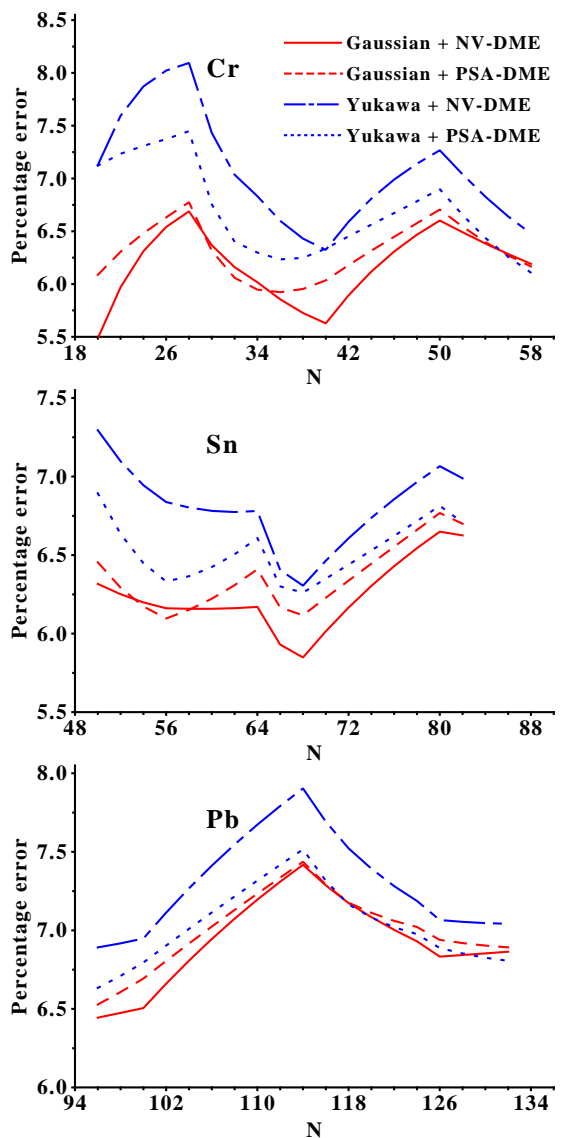 8.5
8.0
7.5
7.0
6.5
6.0
5.5
Percentage error
Cr
Gaussian + NV-DME
Gaussian + PSA-DME
Yukawa + NV-DME
Yukawa + PSA-DME
18 26 34 42 50 58
N
7.5
7.0
6.5
6.0
5.5
Percentage error
Sn
48 56 64 72 80 88
N
8.0
7.5
7.0
6.5
6.0
Percentage error
Pb
94 102 110 118 126 134
N